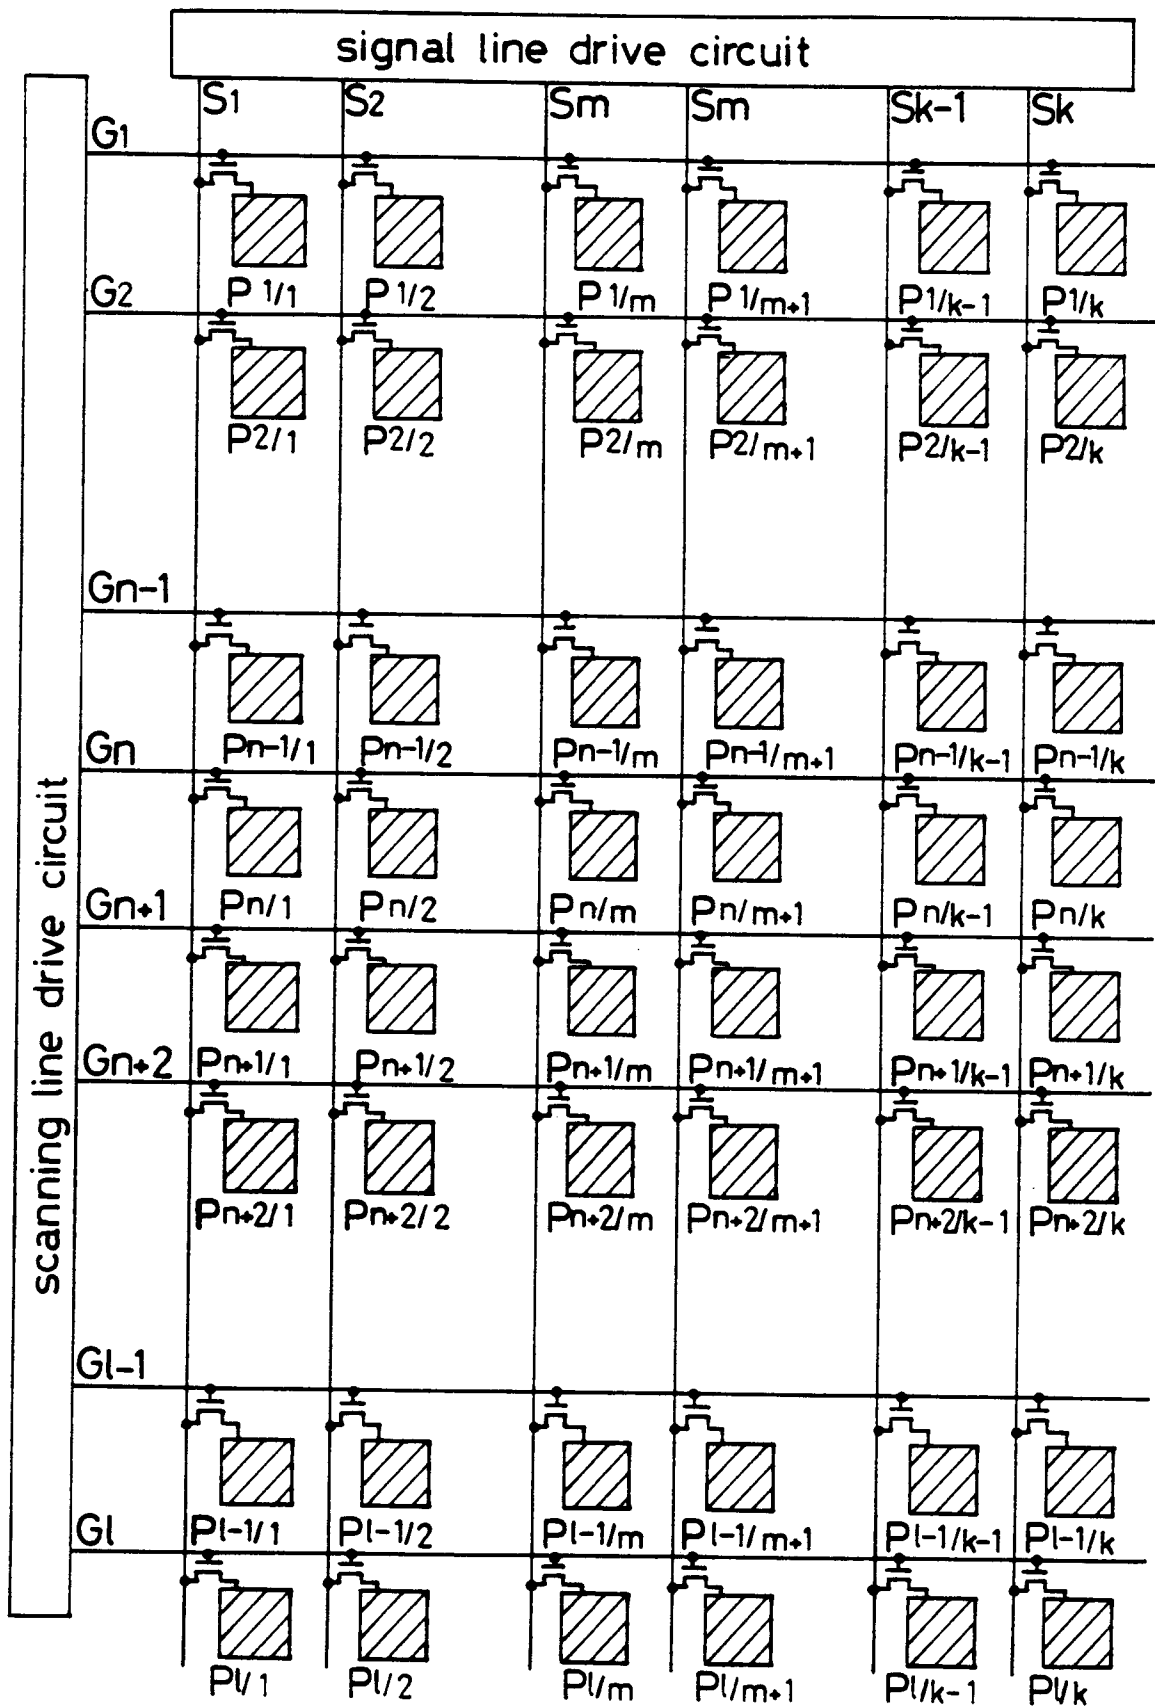 signal line drive circuit
S1 S2 Sm Sm Sk-1 Sk
scanning line drive circuit
G1
P1/1 P1/2 P1/m P1/m+1 P1/k-1 P1/k
G2
P2/1 P2/2 P2/m P2/m+1 P2/k-1 P2/k
Gn-1
Pn-1/1 Pn-1/2 Pn-1/m Pn-1/m+1 Pn-1/k-1 Pn-1/k
Gn
Pn/1 Pn/2 Pn/m Pn/m+1 Pn/k-1 Pn/k
Gn+1
Pn+1/1 Pn+1/2 Pn+1/m Pn+1/m+1 Pn+1/k-1 Pn+1/k
Gn+2
Pn+2/1 Pn+2/2 Pn+2/m Pn+2/m+1 Pn+2/k-1 Pn+2/k
Gl-1
Pl-1/1 Pl-1/2 Pl-1/m Pl-1/m+1 Pl-1/k-1 Pl-1/k
Gl
Pl/1 Pl/2 Pl/m Pl/m+1 Pl/k-1 Pl/k